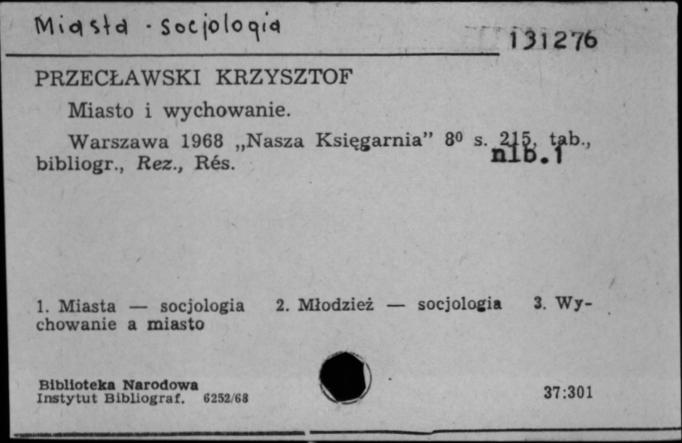 Miasta - socjologia
131276
PRZECŁAWSKI KRZYSZTOF
Miasto i wychowanie.
Warszawa 1968 „Nasza Księgarnia” 8⁰ s. 215, tab.,
nlb.1
bibliogr., Rez., Rés.
1. Miasta — socjologia 2. Młodzież — socjologia 3. Wy-
chowanie a miasto
Biblioteka Narodowa
Instytut Bibliograf. 6252/68
37:301